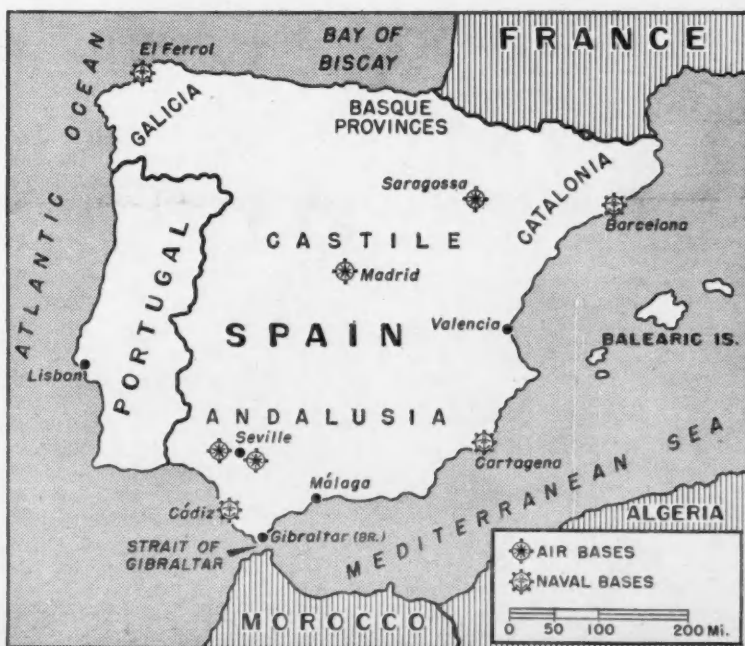 FRANCE
BAY OF
BISCAY
El Ferrol
ATLANTIC OCEAN
GALICIA
BASQUE
PROVINCES
Saragossa
CATALONIA
Barcelona
CASTILE
Madrid
PORTUGAL
SPAIN
Valencia
BALEARIC IS.
Lisbon
ANDALUSIA
Seville
Cartagena
MEDITERRANEAN SEA
Málaga
Cádiz
Gibraltar (BR.)
STRAIT OF
GIBRALTAR
ALGERIA
MOROCCO
AIR BASES
NAVAL BASES
0 50 100 200 Mi.